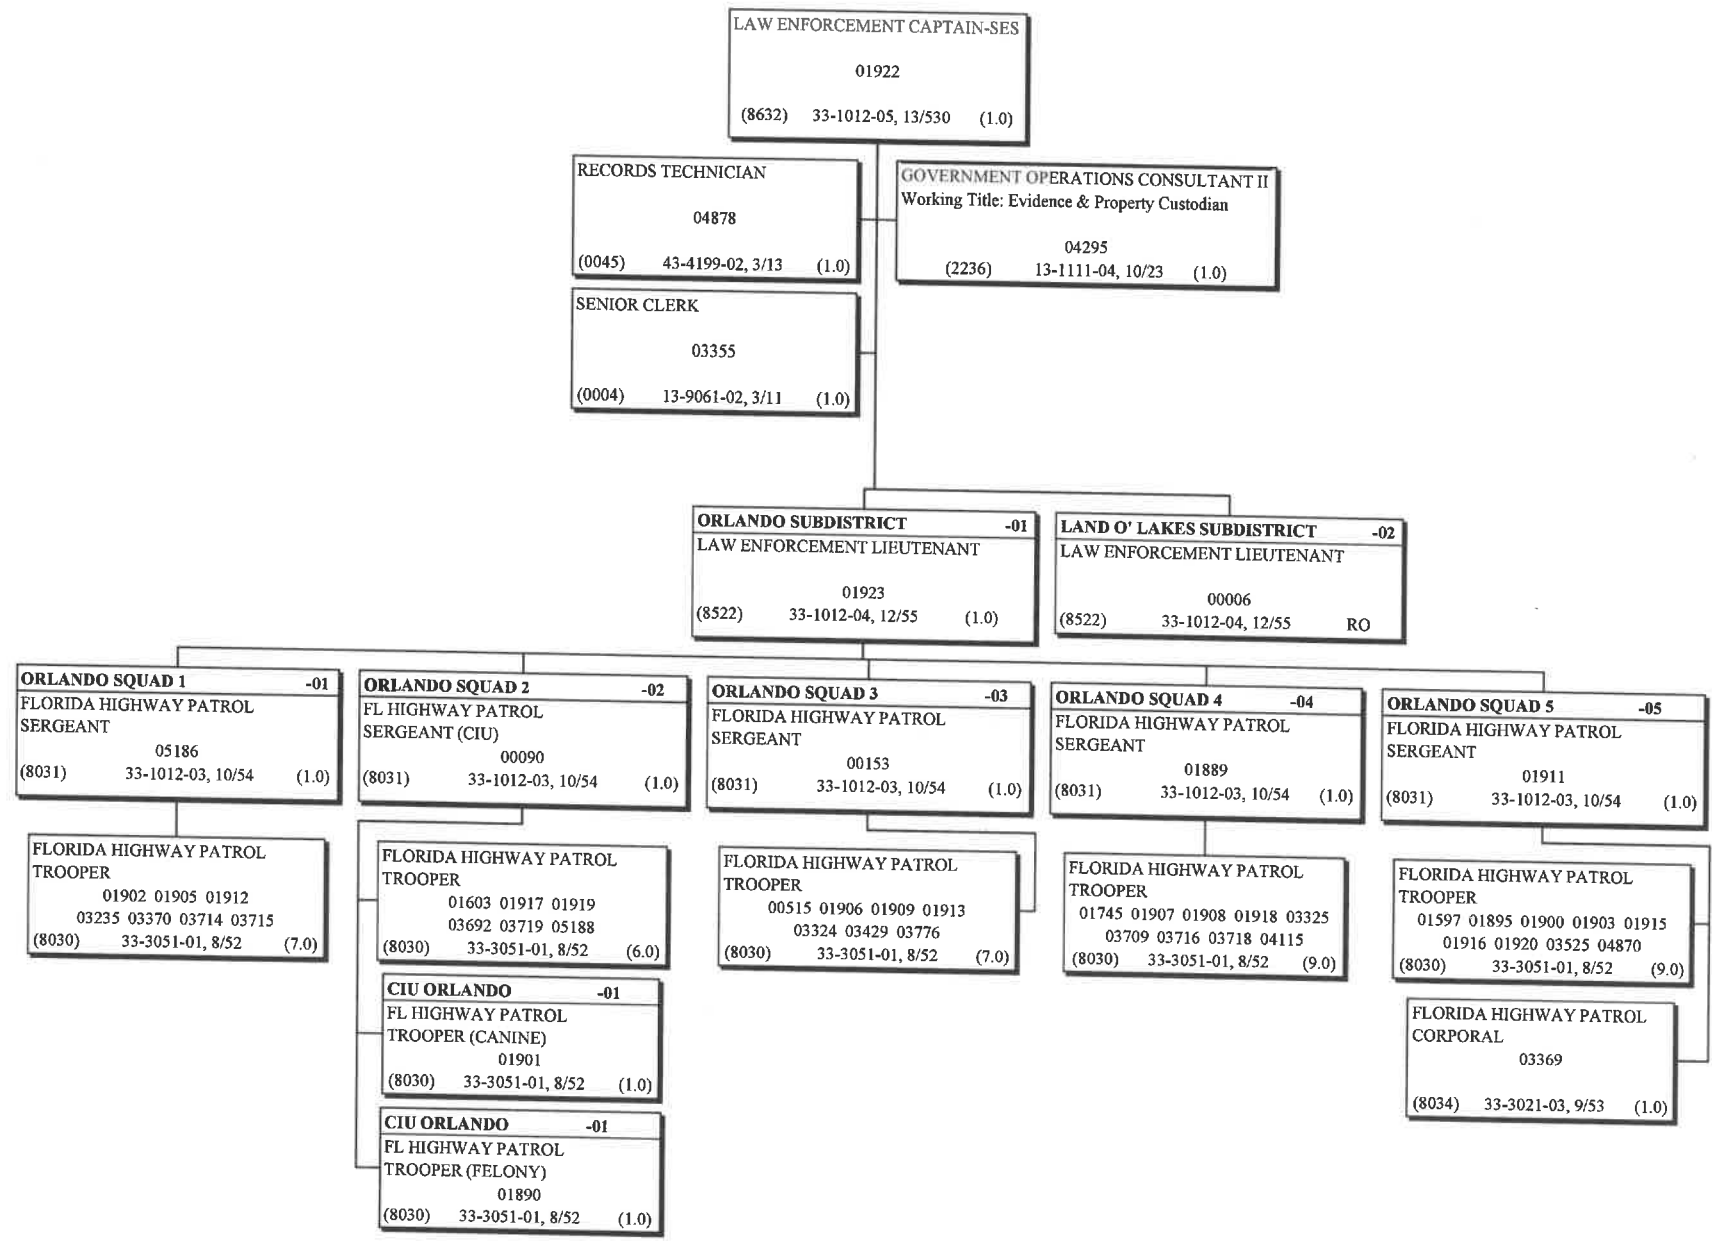 LAW ENFORCEMENT CAPTAIN-SES
01922
(8632) 33-1012-05, 13/530 (1.0)
RECORDS TECHNICIAN
04878
(0045) 43-4199-02, 3/13 (1.0)
GOVERNMENT OPERATIONS CONSULTANT II
Working Title: Evidence & Property Custodian
04295
(2236) 13-1111-04, 10/23 (1.0)
SENIOR CLERK
03355
(0004) 13-9061-02, 3/11 (1.0)
ORLANDO SUBDISTRICT -01
LAW ENFORCEMENT LIEUTENANT
01923
(8522) 33-1012-04, 12/55 (1.0)
LAND O' LAKES SUBDISTRICT -02
LAW ENFORCEMENT LIEUTENANT
00006
(8522) 33-1012-04, 12/55 RO
ORLANDO SQUAD 1 -01
FLORIDA HIGHWAY PATROL
SERGEANT
05186
(8031) 33-1012-03, 10/54 (1.0)
ORLANDO SQUAD 2 -02
FL HIGHWAY PATROL
SERGEANT (CIU)
00090
(8031) 33-1012-03, 10/54 (1.0)
ORLANDO SQUAD 3 -03
FLORIDA HIGHWAY PATROL
SERGEANT
00153
(8031) 33-1012-03, 10/54 (1.0)
ORLANDO SQUAD 4 -04
FLORIDA HIGHWAY PATROL
SERGEANT
01889
(8031) 33-1012-03, 10/54 (1.0)
ORLANDO SQUAD 5 -05
FLORIDA HIGHWAY PATROL
SERGEANT
01911
(8031) 33-1012-03, 10/54 (1.0)
FLORIDA HIGHWAY PATROL
TROOPER
01902 01905 01912
03235 03370 03714 03715
(8030) 33-3051-01, 8/52 (7.0)
FLORIDA HIGHWAY PATROL
TROOPER
01603 01917 01919
03692 03719 05188
(8030) 33-3051-01, 8/52 (6.0)
CIU ORLANDO -01
FL HIGHWAY PATROL
TROOPER (CANINE)
01901
(8030) 33-3051-01, 8/52 (1.0)
CIU ORLANDO -01
FL HIGHWAY PATROL
TROOPER (FELONY)
01890
(8030) 33-3051-01, 8/52 (1.0)
FLORIDA HIGHWAY PATROL
TROOPER
00515 01906 01909 01913
03324 03429 03776
(8030) 33-3051-01, 8/52 (7.0)
FLORIDA HIGHWAY PATROL
TROOPER
01745 01907 01908 01918 03325
03709 03716 03718 04115
(8030) 33-3051-01, 8/52 (9.0)
FLORIDA HIGHWAY PATROL
TROOPER
01597 01895 01900 01903 01915
01916 01920 03525 04870
(8030) 33-3051-01, 8/52 (9.0)
FLORIDA HIGHWAY PATROL
CORPORAL
03369
(8034) 33-3021-03, 9/53 (1.0)